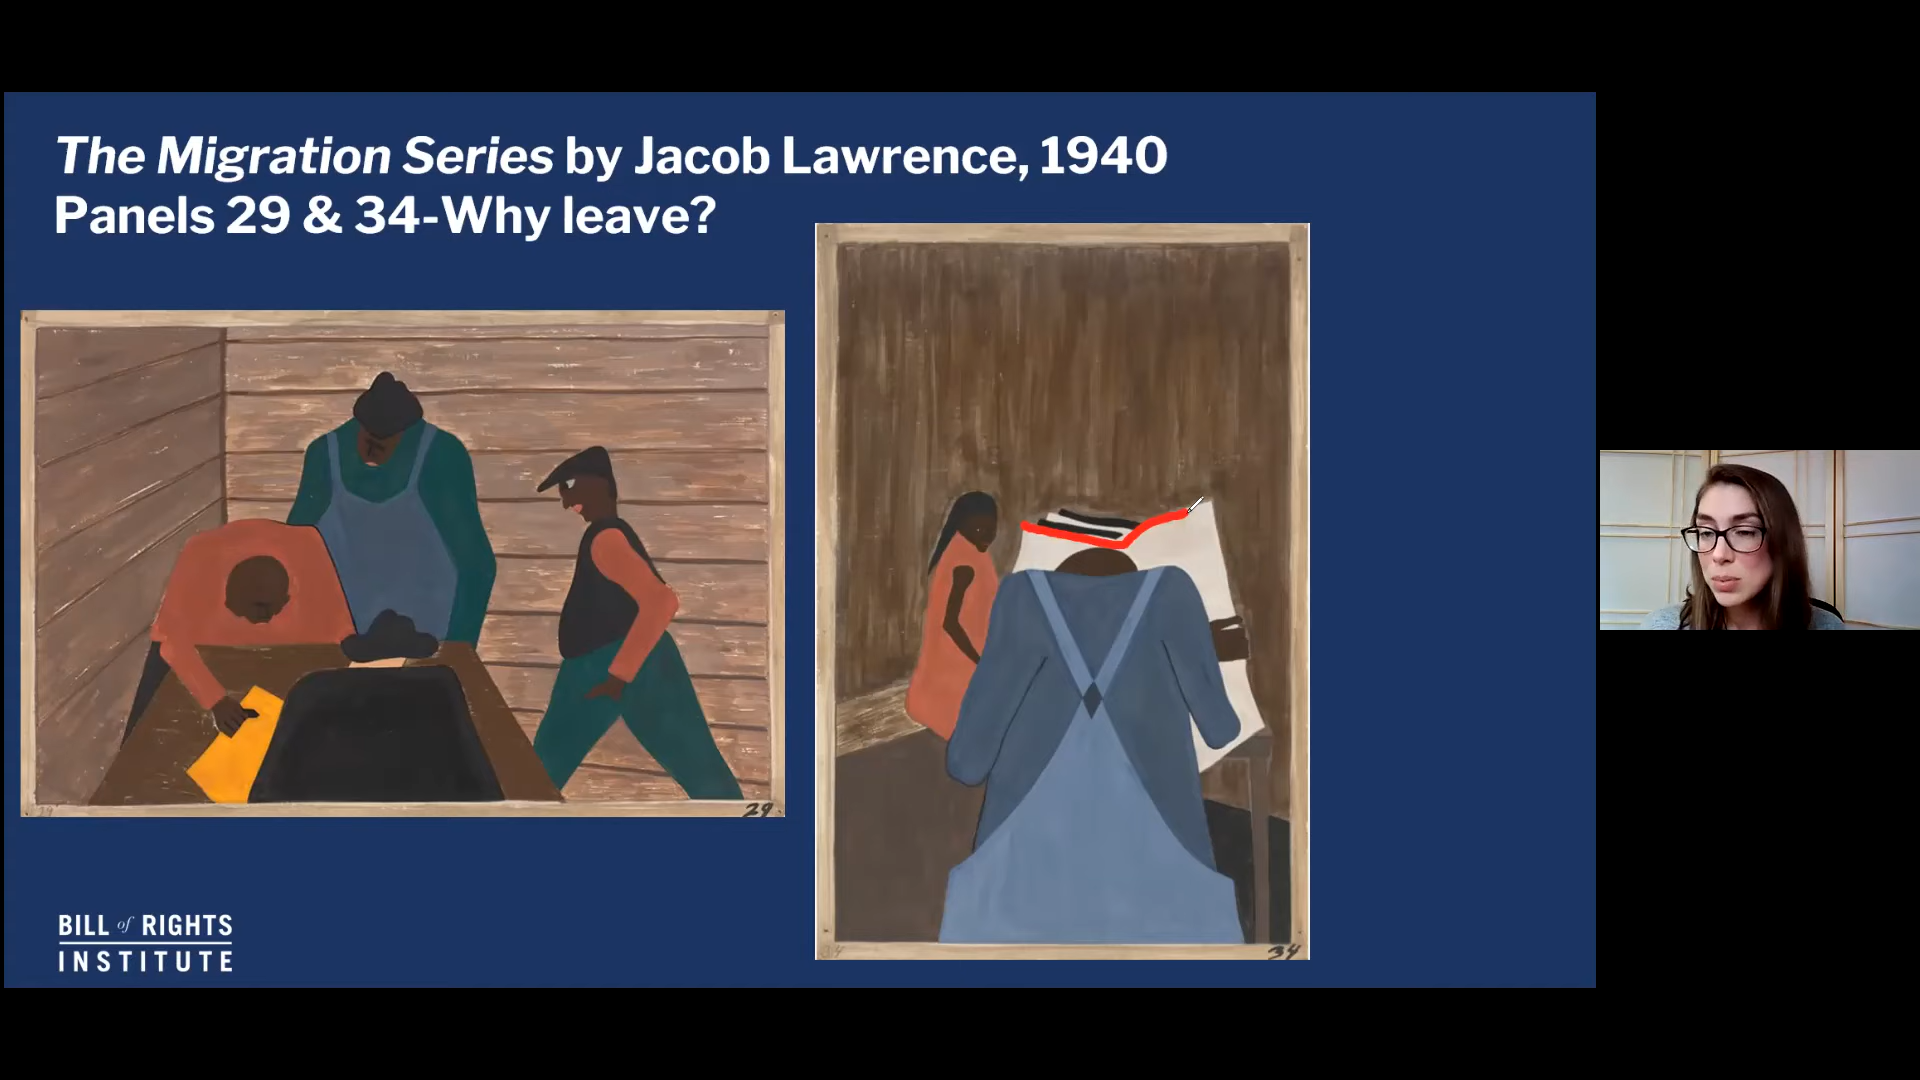 The Migration Series by Jacob Lawrence, 1940
Panels 29 & 34-Why leave?
29
34
BILL of RIGHTS
INSTITUTE